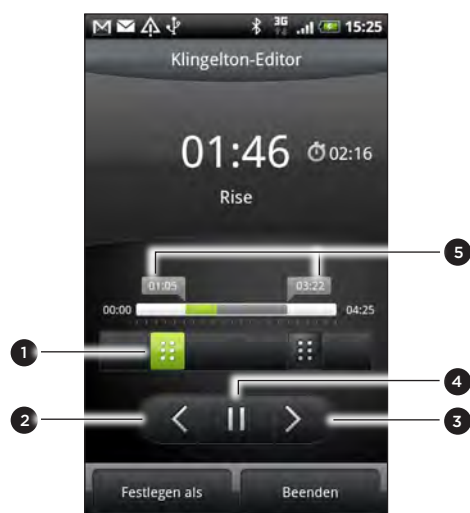 3G 15:25
Klingelton-Editor
01:46 02:16
Rise
5
01:05 03:22
00:00 04:25
1
4
2 3
Festlegen als Beenden